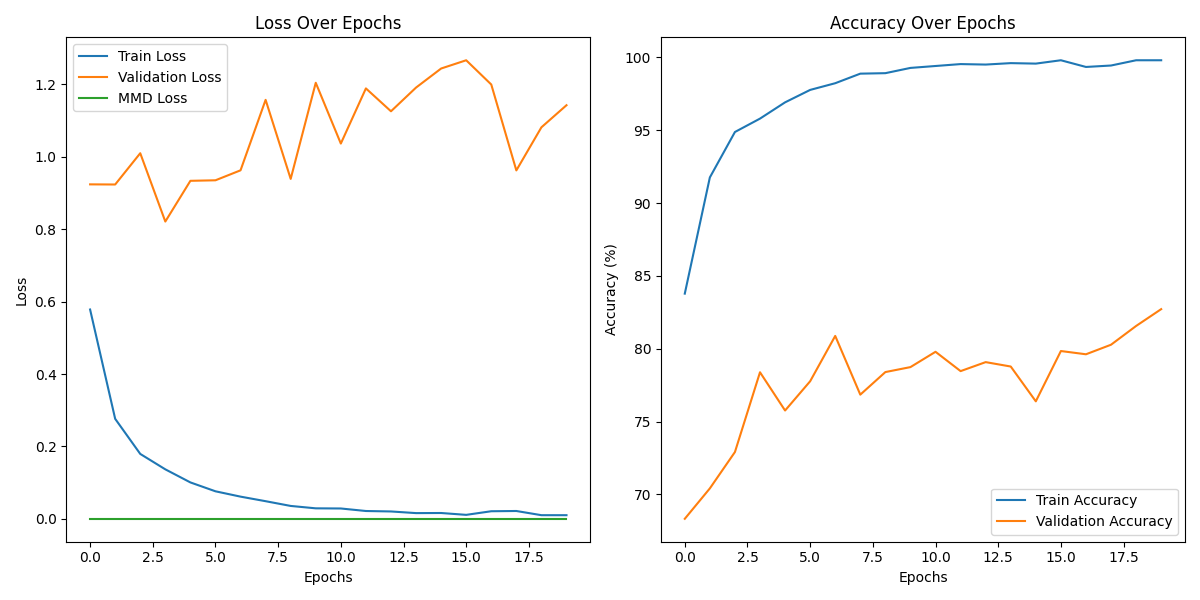 Loss Over Epochs
Train Loss
Validation Loss
MMD Loss
Loss
1.2
1.0
0.8
0.6
0.4
0.2
0.0
0.0 2.5 5.0 7.5 10.0 12.5 15.0 17.5
Epochs
Accuracy Over Epochs
Accuracy (%)
100
95
90
85
80
75
70
Train Accuracy
Validation Accuracy
0.0 2.5 5.0 7.5 10.0 12.5 15.0 17.5
Epochs